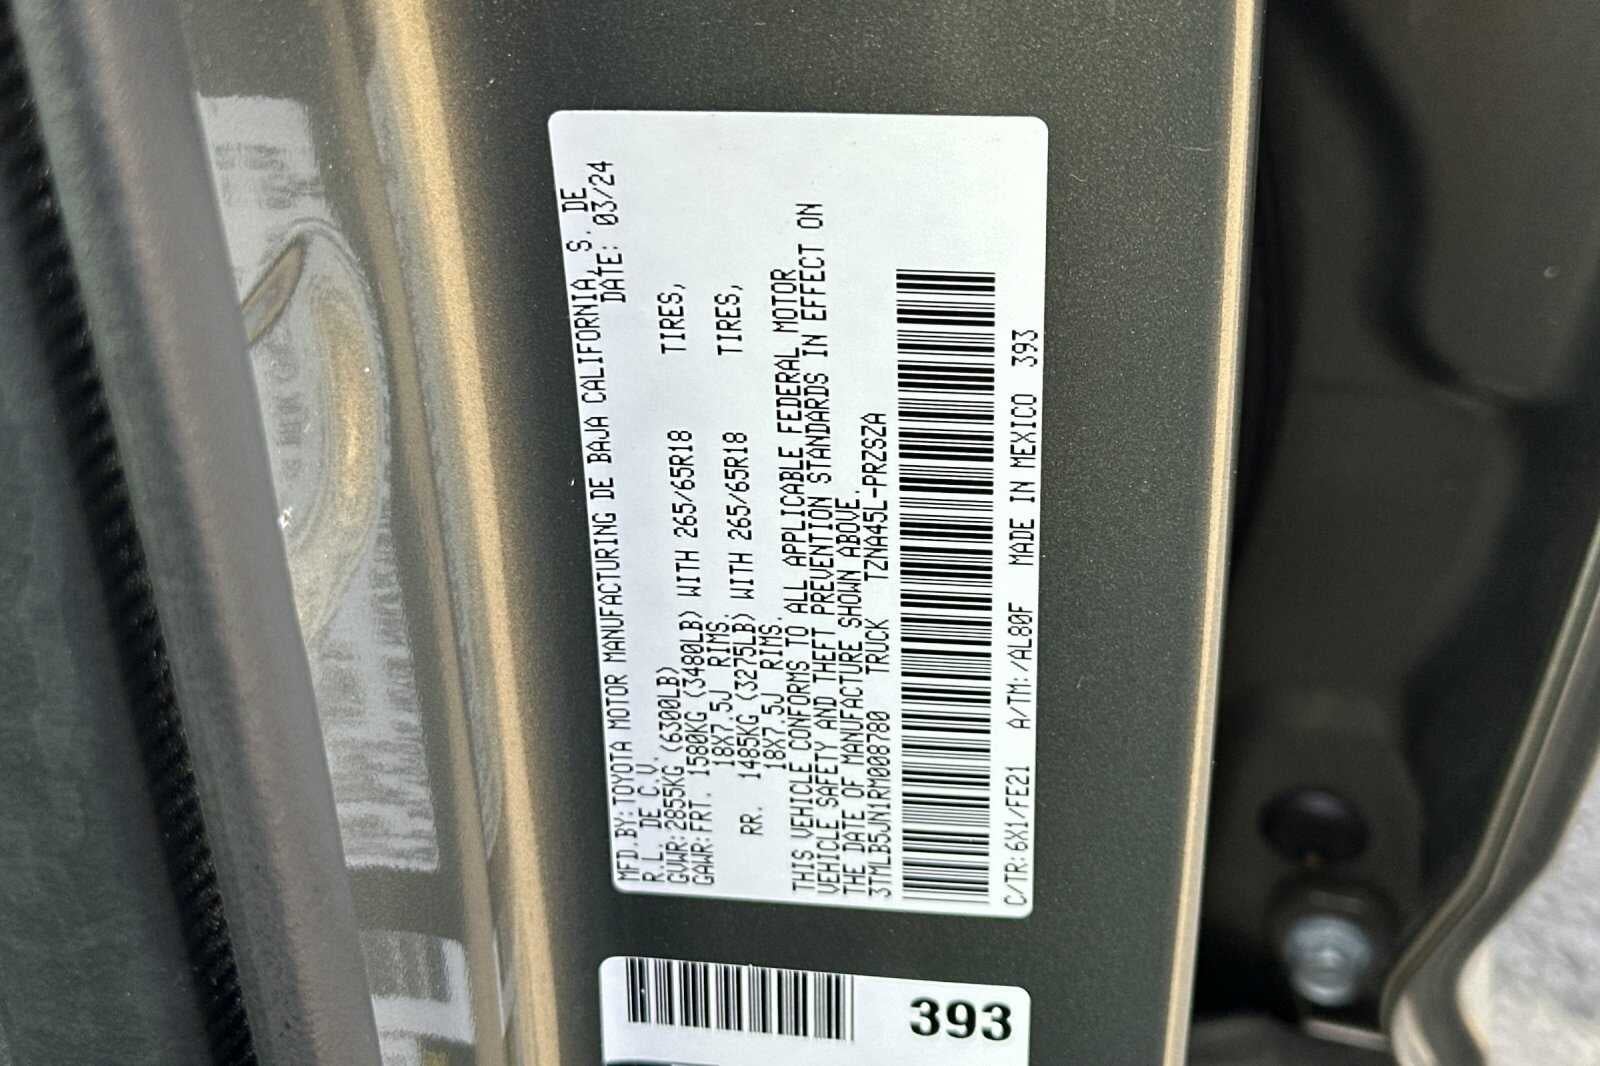 MFD.BY:TOYOTA MOTOR MANUFACTURING DE BAJA CALIFORNIA, S. DE
R.L. DE C.V. DATE: 03/24
GVWR:2855KG (6300LB)
GAWR:FRT. 1580KG (3480LB) WITH 265/65R18 TIRES,
18X7.5J RIMS.
RR. 1485KG (3275LB) WITH 265/65R18 TIRES,
18X7.5J RIMS.
THIS VEHICLE CONFORMS TO ALL APPLICABLE FEDERAL MOTOR
VEHICLE SAFETY AND THEFT PREVENTION STANDARDS IN EFFECT ON
THE DATE OF MANUFACTURE SHOWN ABOVE.
3TMLB5JN1RM008780 TRUCK TZNA45L-PRZSZA
C/TR:6X1/FE21 A/TM:/AL80F MADE IN MEXICO 393
393